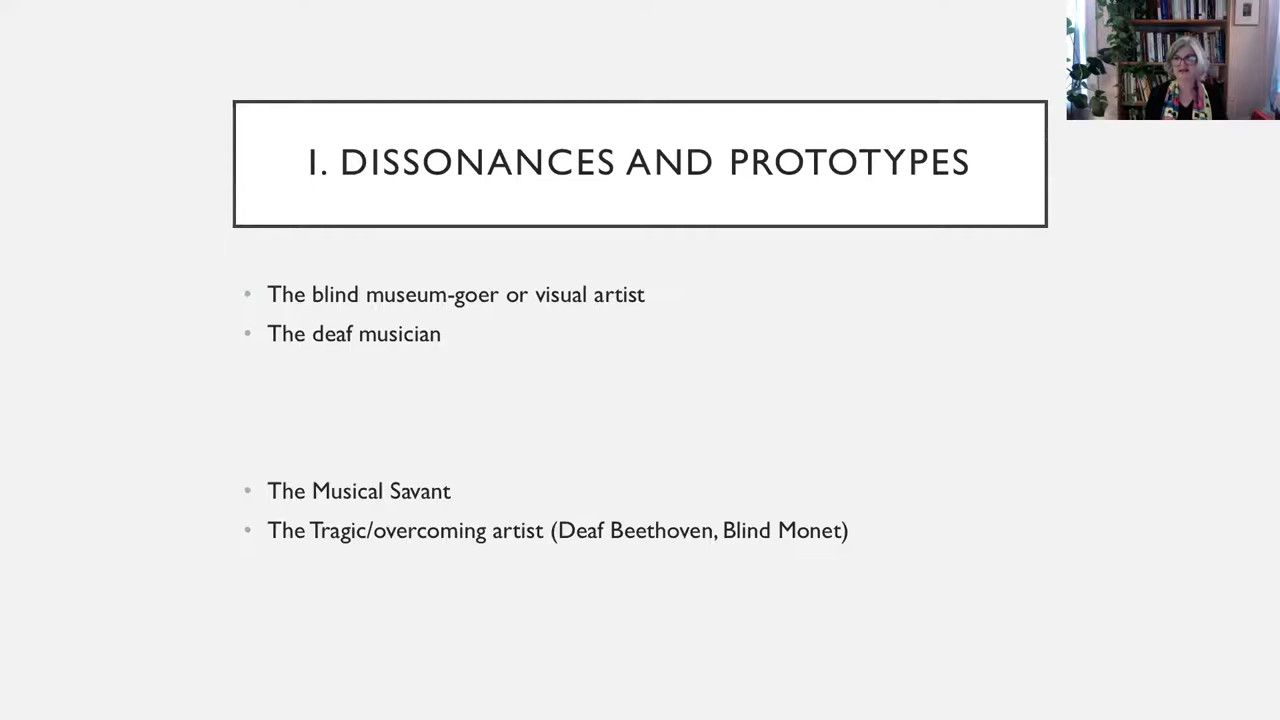 I. DISSONANCES AND PROTOTYPES
• The blind museum-goer or visual artist
• The deaf musician
• The Musical Savant
• The Tragic/overcoming artist (Deaf Beethoven, Blind Monet)